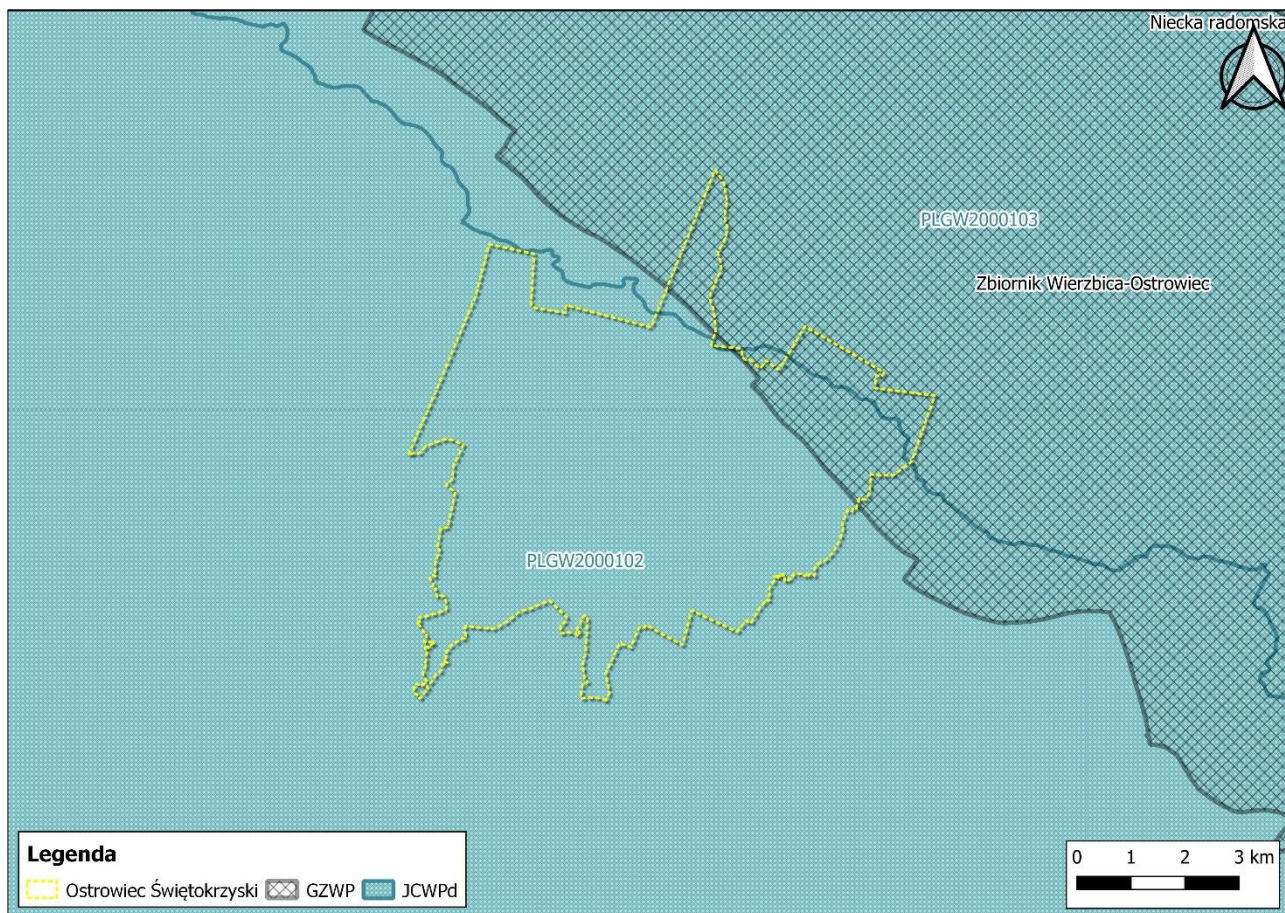 Niecka radomska
PLGW2000103
Zbiornik Wierzbica-Ostrowiec
PLGW2000102
Legenda
Ostrowiec Świętokrzyski GZWP JCWPd
0 1 2 3 km